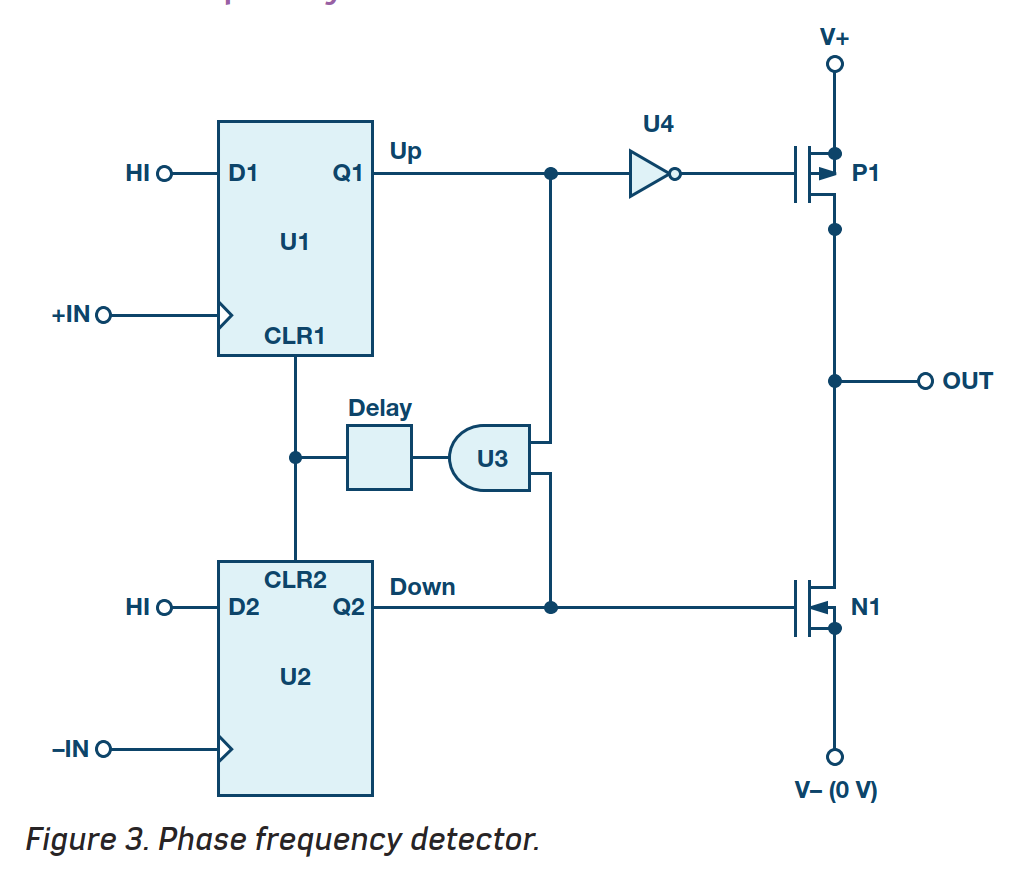 V+
U4
Up
HI
D1
Q1
P1
U1
+IN
CLR1
OUT
Delay
U3
CLR2
Down
HI
D2
Q2
N1
U2
–IN
V– (0 V)
Figure 3. Phase frequency detector.